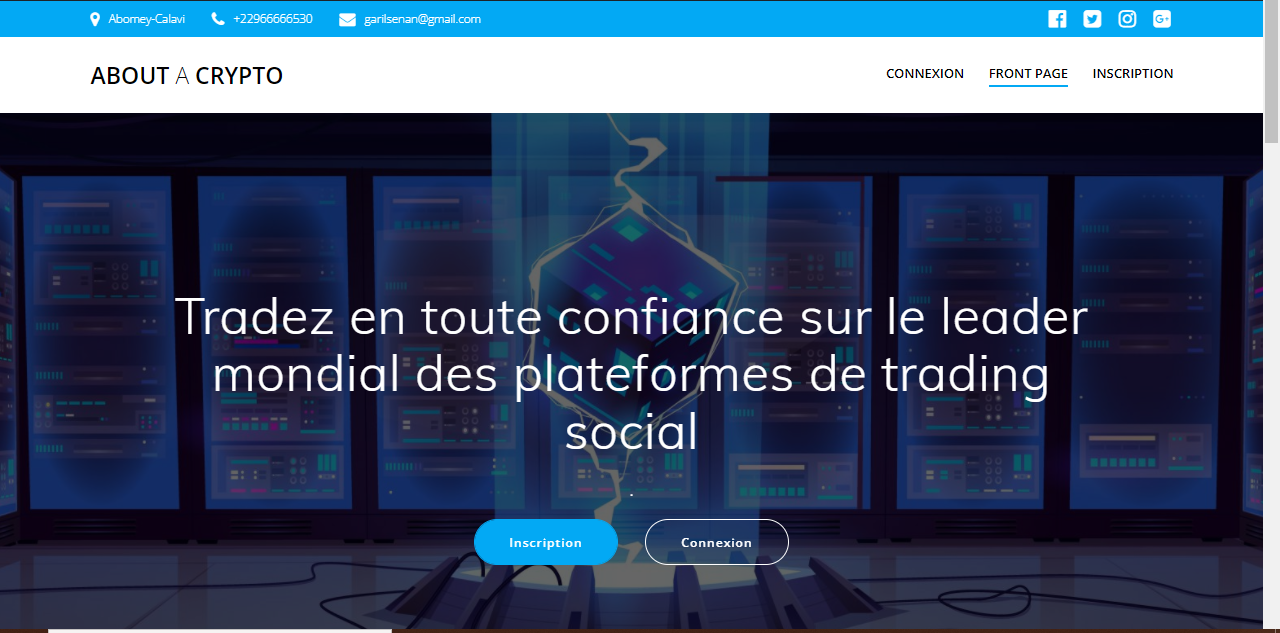 Abomey-Calavi +22966666530 garilsenan@gmail.com
ABOUT A CRYPTO
CONNEXION FRONT PAGE INSCRIPTION
Tradez en toute confiance sur le leader
mondial des plateformes de trading
social
.
Inscription Connexion